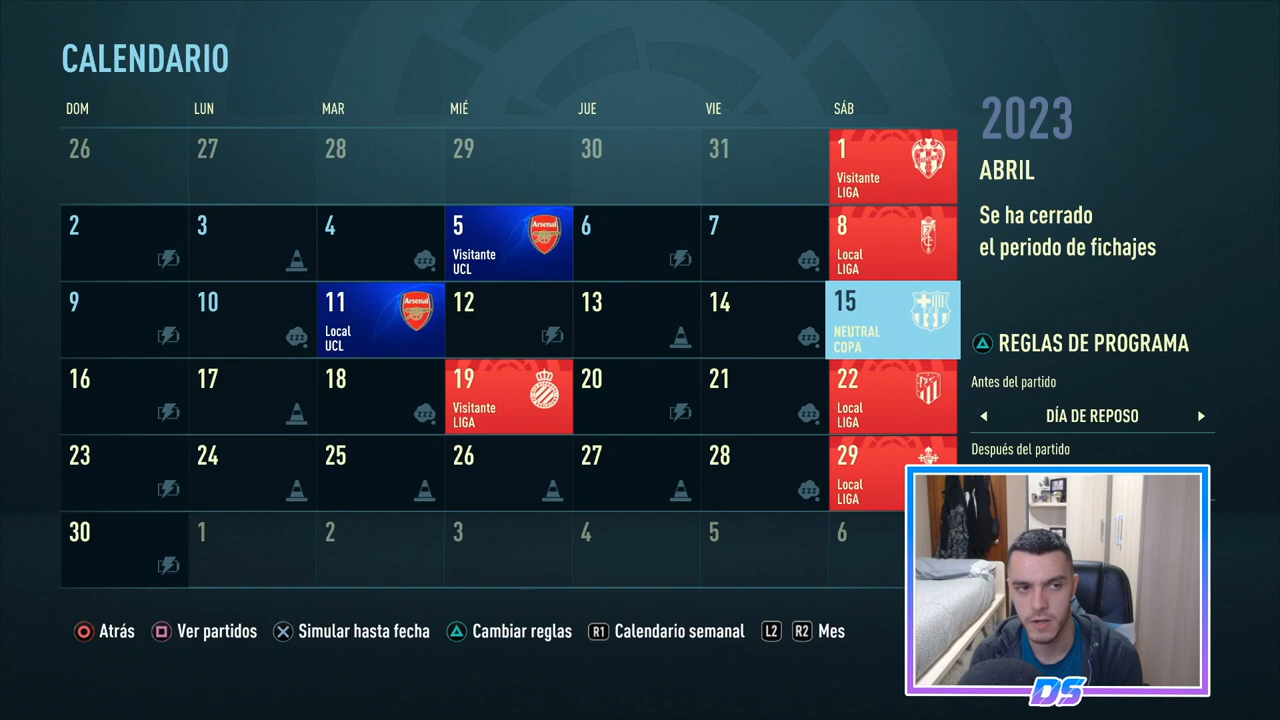 CALENDARIO
DOM LUN MAR MIÉ JUE VIE SÁB
26 27 28 29 30 31 1
Visitante
LIGA
2 3 4 5 6 7 8
Arsenal
Visitante
UCL
Local
LIGA
9 10 11 12 13 14 15
Arsenal
Local
UCL
NEUTRAL
COPA
16 17 18 19 20 21 22
Visitante
LIGA
Local
LIGA
23 24 25 26 27 28 29
Local
LIGA
30 1 2 3 4 5 6
2023
ABRIL
Se ha cerrado
el periodo de fichajes
REGLAS DE PROGRAMA
Antes del partido
DÍA DE REPOSO
Después del partido
Atrás Ver partidos Simular hasta fecha Cambiar reglas R1 Calendario semanal L2 R2 Mes
DS